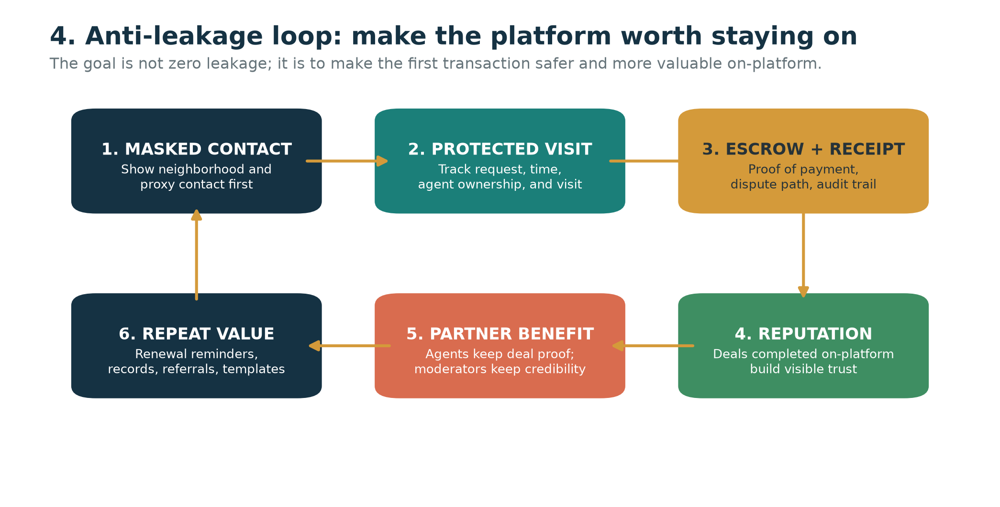 4. Anti-leakage loop: make the platform worth staying on
The goal is not zero leakage; it is to make the first transaction safer and more valuable on-platform.
1. MASKED CONTACT
Show neighborhood and
proxy contact first
2. PROTECTED VISIT
Track request, time,
agent ownership, and visit
3. ESCROW + RECEIPT
Proof of payment,
dispute path, audit trail
4. REPUTATION
Deals completed on-platform
build visible trust
5. PARTNER BENEFIT
Agents keep deal proof;
moderators keep credibility
6. REPEAT VALUE
Renewal reminders,
records, referrals, templates